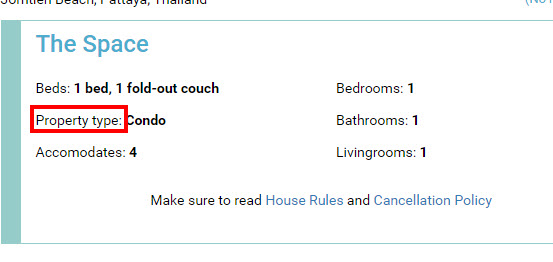 Jomtien Beach, Pattaya, Thailand
The Space
Beds: 1 bed, 1 fold-out couch
Bedrooms: 1
Property type: Condo
Bathrooms: 1
Accomodates: 4
Livingrooms: 1
Make sure to read House Rules and Cancellation Policy